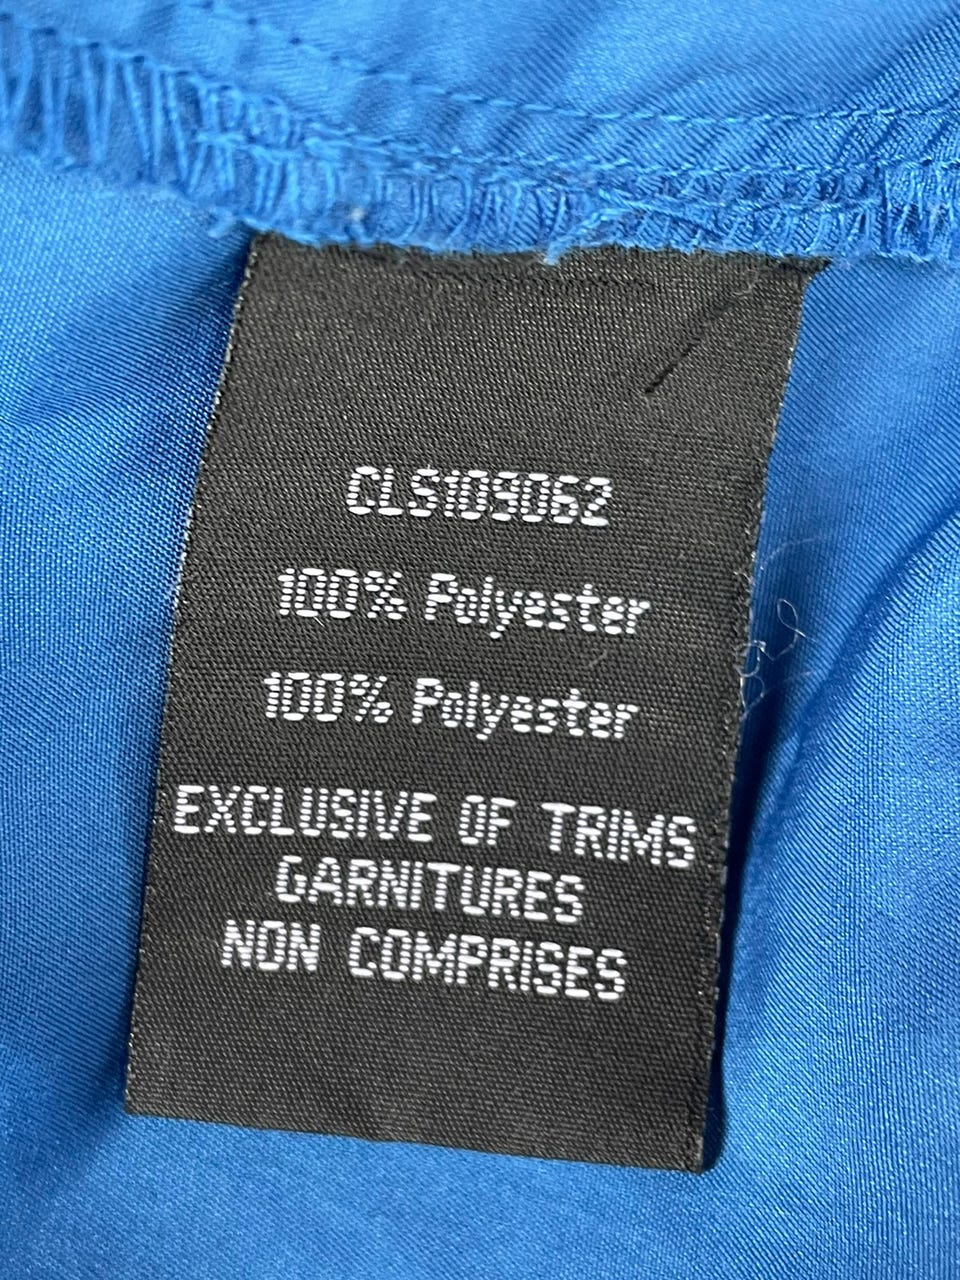 CLS109062
100% Polyester
100% Polyester
EXCLUSIVE OF TRIMS
GARNITURES
NON COMPRISES